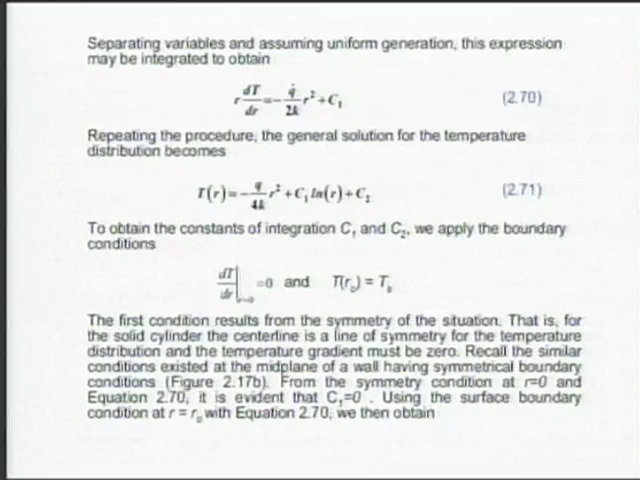 Separating variables and assuming uniform generation, this expression
may be integrated to obtain
r dT/dr = - q̇/2k r² + C₁ (2.70)
Repeating the procedure, the general solution for the temperature
distribution becomes
T(r) = - q/4k r² + C₁ ln(r) + C₂ (2.71)
To obtain the constants of integration C₁ and C₂, we apply the boundary
conditions
dT/dr|r=0 =0 and T(r₀) = Tₛ
The first condition results from the symmetry of the situation. That is, for
the solid cylinder the centerline is a line of symmetry for the temperature
distribution and the temperature gradient must be zero. Recall the similar
conditions existed at the midplane of a wall having symmetrical boundary
conditions (Figure 2.17b). From the symmetry condition at r=0 and
Equation 2.70, it is evident that C₁=0 . Using the surface boundary
condition at r = r₀ with Equation 2.70, we then obtain